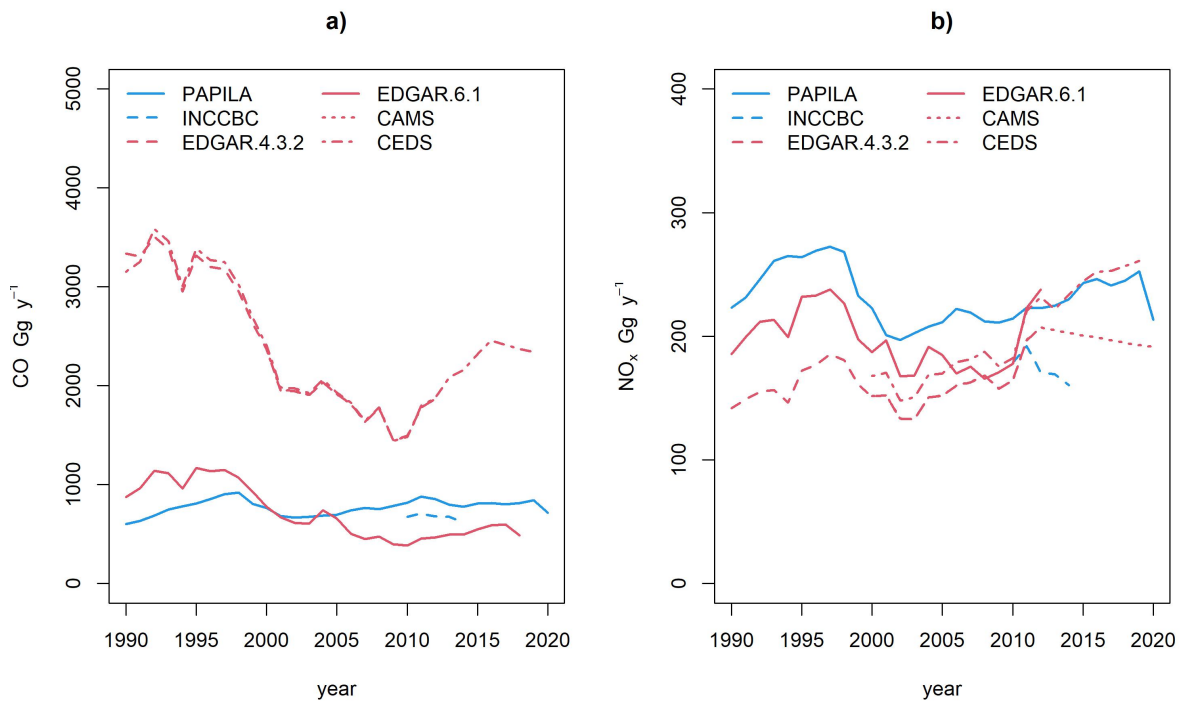 a)
CO Gg y⁻¹
5000
4000
3000
2000
1000
0
PAPILA
INCCBC
EDGAR.4.3.2
EDGAR.6.1
CAMS
CEDS
1990 1995 2000 2005 2010 2015 2020
year
b)
NOₓ Gg y⁻¹
400
300
200
100
0
PAPILA
INCCBC
EDGAR.4.3.2
EDGAR.6.1
CAMS
CEDS
1990 1995 2000 2005 2010 2015 2020
year